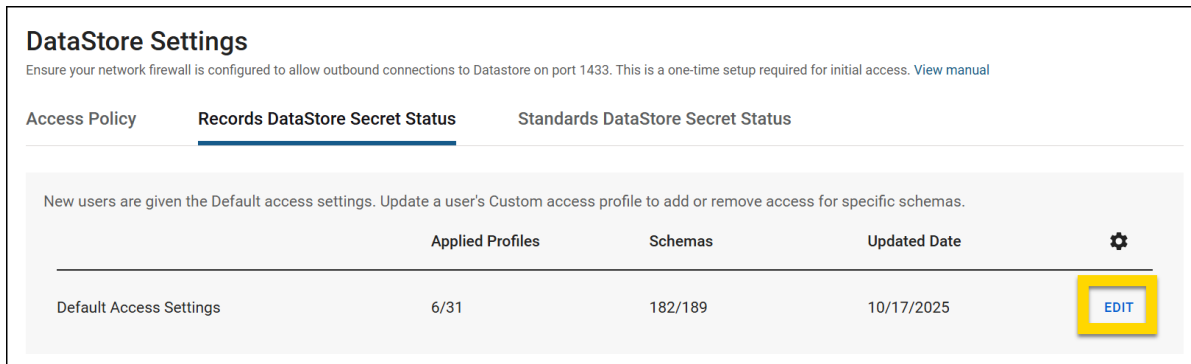 DataStore Settings
Ensure your network firewall is configured to allow outbound connections to Datastore on port 1433. This is a one-time setup required for initial access. View manual
Access Policy Records DataStore Secret Status Standards DataStore Secret Status
New users are given the Default access settings. Update a user's Custom access profile to add or remove access for specific schemas.
Applied Profiles Schemas Updated Date
Default Access Settings 6/31 182/189 10/17/2025 EDIT